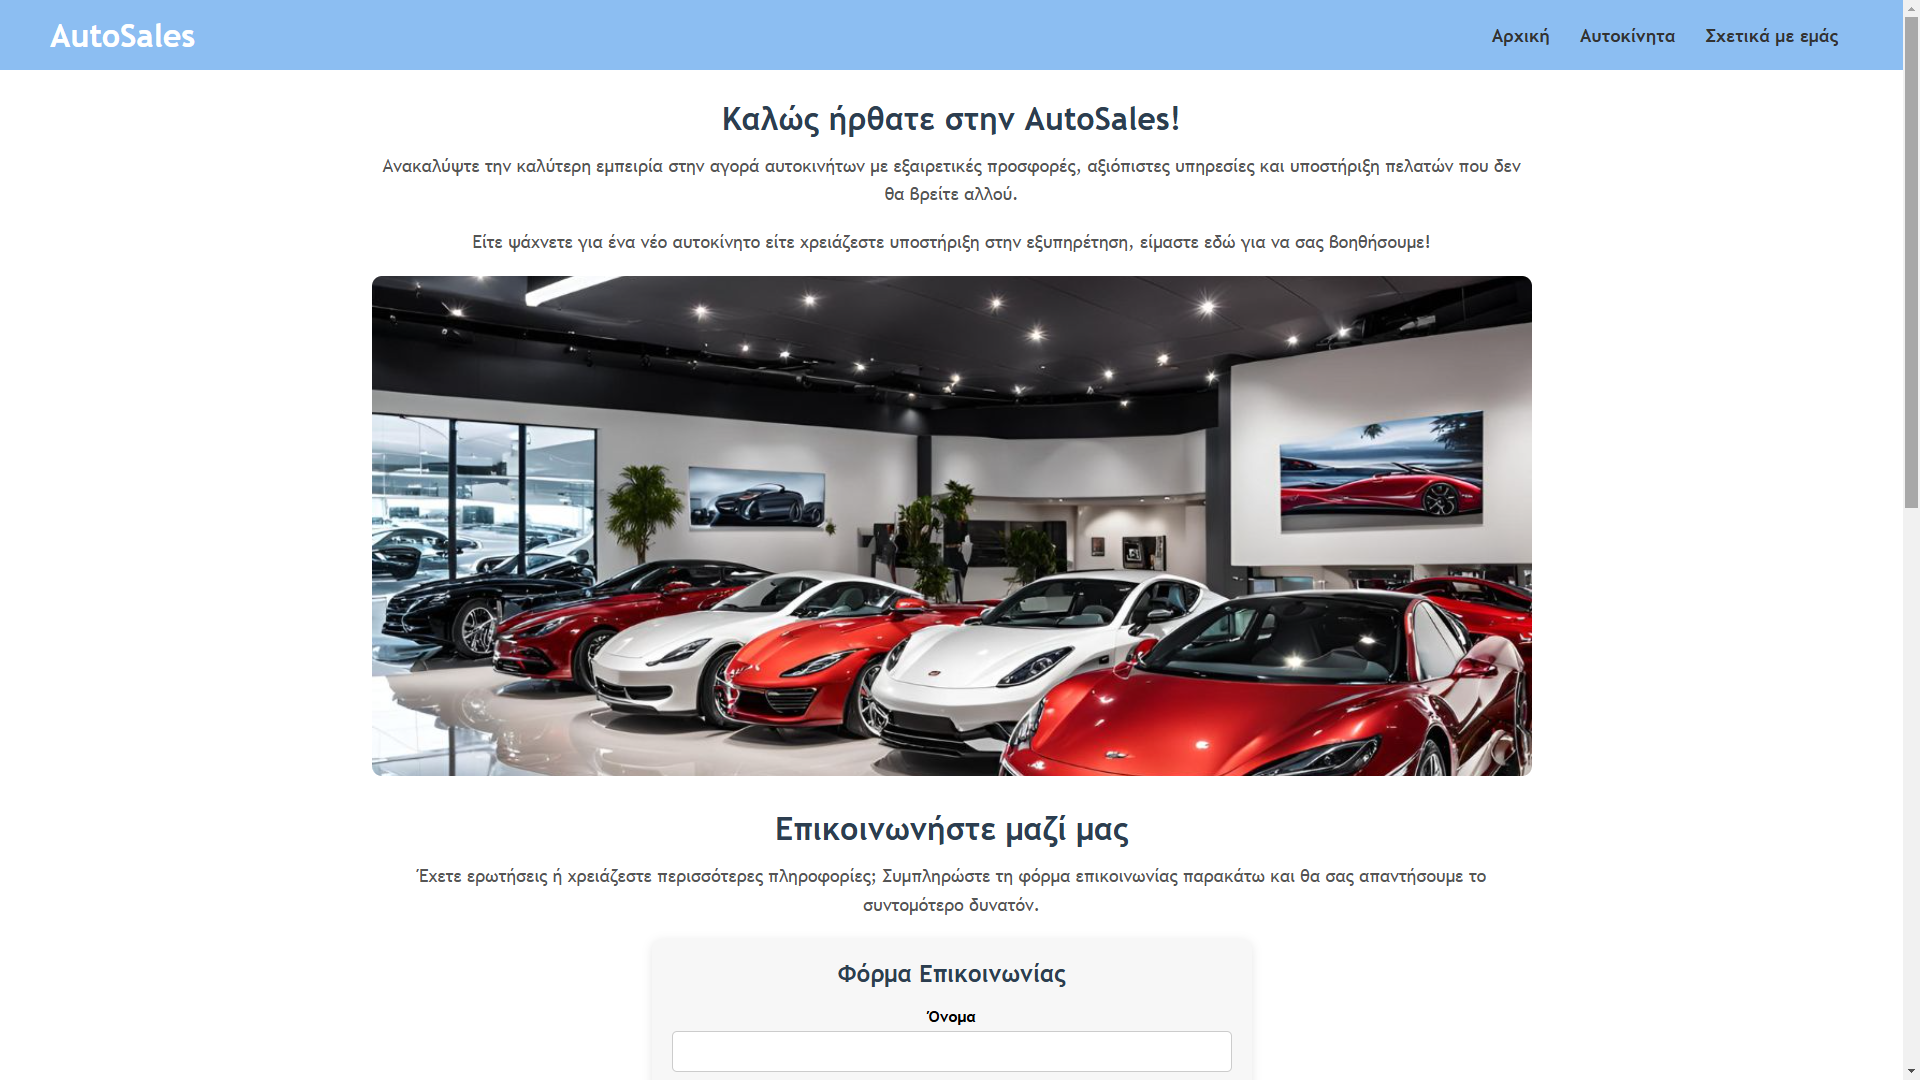 AutoSales
Αρχική Αυτοκίνητα Σχετικά με εμάς
Καλώς ήρθατε στην AutoSales!
Ανακαλύψτε την καλύτερη εμπειρία στην αγορά αυτοκινήτων με εξαιρετικές προσφορές, αξιόπιστες υπηρεσίες και υποστήριξη πελατών που δεν
θα βρείτε αλλού.
Είτε ψάχνετε για ένα νέο αυτοκίνητο είτε χρειάζεστε υποστήριξη στην εξυπηρέτηση, είμαστε εδώ για να σας βοηθήσουμε!
Επικοινωνήστε μαζί μας
Έχετε ερωτήσεις ή χρειάζεστε περισσότερες πληροφορίες; Συμπληρώστε τη φόρμα επικοινωνίας παρακάτω και θα σας απαντήσουμε το
συντομότερο δυνατόν.
Φόρμα Επικοινωνίας
Όνομα